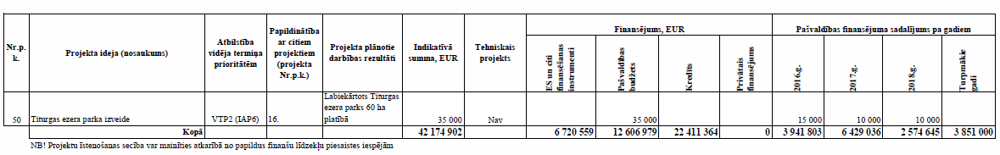 Nr.p.k.
Projekta ideja (nosaukums)
Atbilstība
vidēja termiņa
prioritātēm
Papildinātība
ar citiem
projektiem
(projekta
Nr.p.k.)
Projekta plānotie
darbības rezultāti
Indikatīvā
summa, EUR
Tehniskais
projekts
Finansējums, EUR
ES un citi
finansēšanas
instrumenti
Pašvaldības
budžets
Kredīts
Privātais
finansējums
Pašvaldības finansējuma sadalījums pa gadiem
2016.g.
2017.g.
2018.g.
Turpmākie
gadi
50 Titurgas ezera parka izveide VTP2 (IAP6) 16.
Labiekārtots Titurgas
ezera parks 60 ha
platībā
35 000 Nav 35 000 15 000 10 000 10 000
Kopā 42 174 902 6 720 559 12 606 979 22 411 364 0 3 941 803 6 429 036 2 574 645 3 851 000
NB! Projektu īstenošanas secība var mainīties atkarībā no papildus finanšu līdzekļu piesaistes iespējām